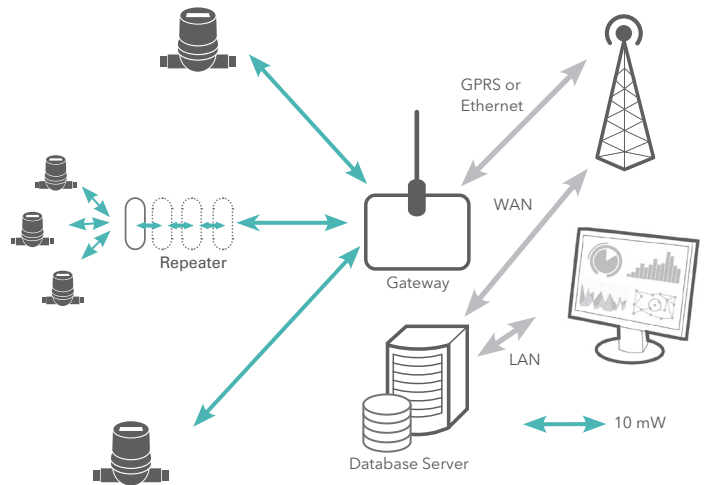 GPRS or
Ethernet
WAN
Repeater
Gateway
LAN
10 mW
Database Server